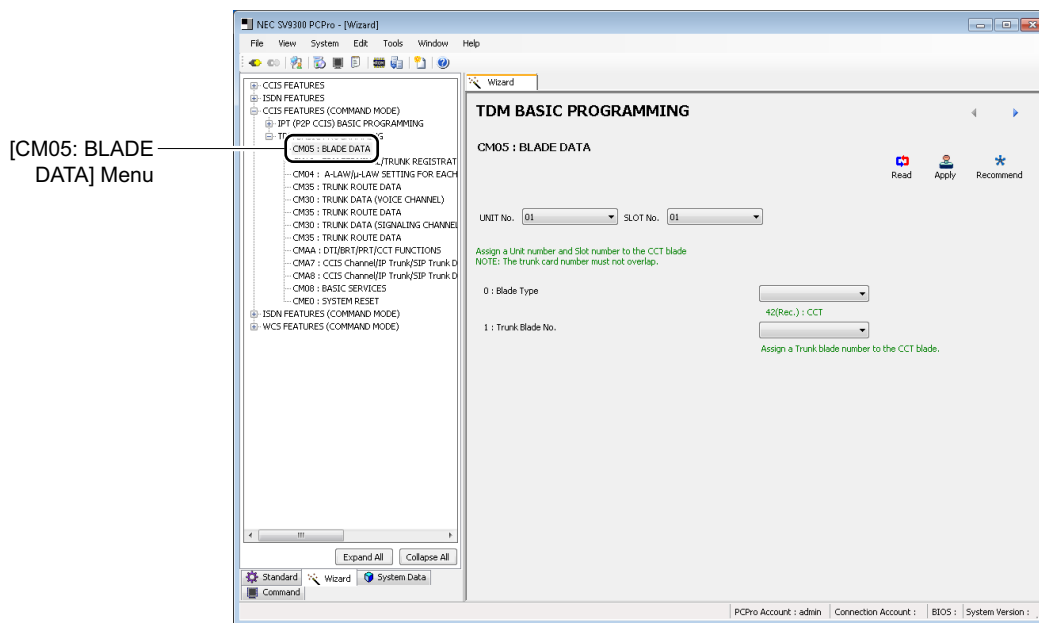 NEC SV9300 PCPro - [Wizard]
File View System Edit Tools Window Help
[CM05: BLADE DATA] Menu
CCIS FEATURES
ISDN FEATURES
CCIS FEATURES (COMMAND MODE)
IPT (P2P CCIS) BASIC PROGRAMMING
CM05 : BLADE DATA
L/TRUNK REGISTRAT
CM04 : A-LAW/μ-LAW SETTING FOR EACH
CM35 : TRUNK ROUTE DATA
CM30 : TRUNK DATA (VOICE CHANNEL)
CM35 : TRUNK ROUTE DATA
CM30 : TRUNK DATA (SIGNALING CHANNEL
CM35 : TRUNK ROUTE DATA
CMAA : DTI/BRT/PRT/CCT FUNCTIONS
CMA7 : CCIS Channel/IP Trunk/SIP Trunk D
CMA8 : CCIS Channel/IP Trunk/SIP Trunk D
CM08 : BASIC SERVICES
CME0 : SYSTEM RESET
ISDN FEATURES (COMMAND MODE)
WCS FEATURES (COMMAND MODE)
Expand All Collapse All
Standard Wizard System Data
Command
Wizard
TDM BASIC PROGRAMMING
CM05 : BLADE DATA
Read Apply Recommend
UNIT No. 01 SLOT No. 01
Assign a Unit number and Slot number to the CCT blade
NOTE: The trunk card number must not overlap.
0 : Blade Type
42(Rec.) : CCT
1 : Trunk Blade No.
Assign a Trunk blade number to the CCT blade.
PCPro Account : admin Connection Account : BIOS : System Version :